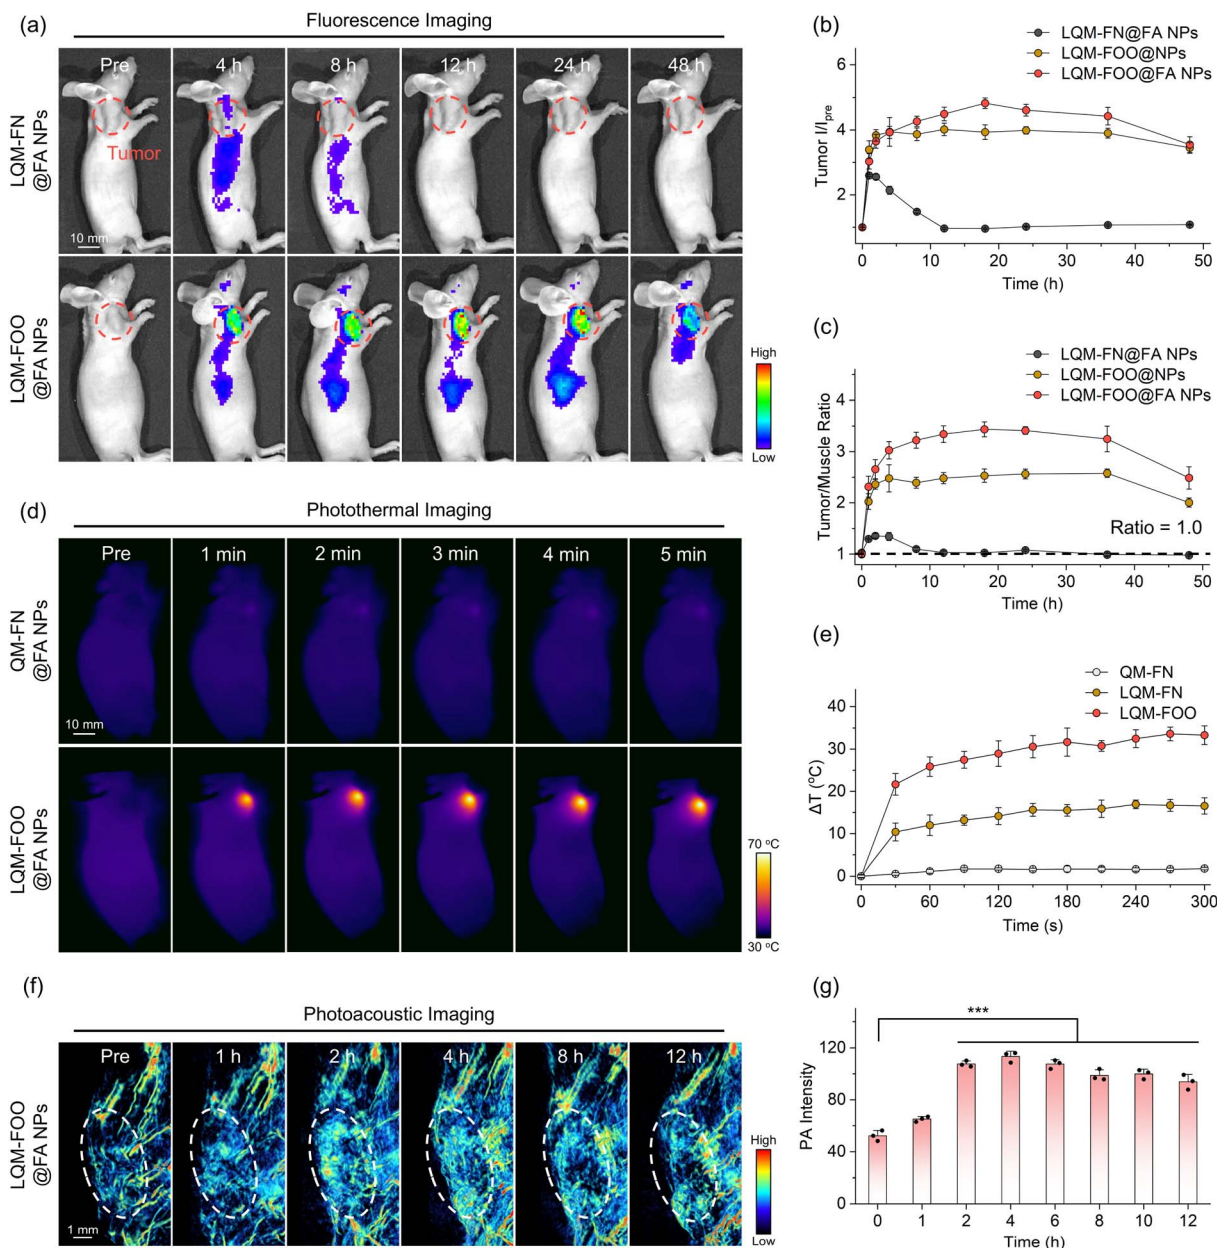 (a)
Fluorescence Imaging
Pre
4 h
8 h
12 h
24 h
48 h
LQM-FN
@FA NPs
Tumor
10 mm
LQM-FOO
@FA NPs
High
Low
(b)
LQM-FN@FA NPs
LQM-FOO@NPs
LQM-FOO@FA NPs
Tumor I/Ipre
6
4
2
0
10
20
30
40
50
Time (h)
(c)
LQM-FN@FA NPs
LQM-FOO@NPs
LQM-FOO@FA NPs
Tumor/Muscle Ratio
4
3
2
1
Ratio = 1.0
0
10
20
30
40
50
Time (h)
(d)
Photothermal Imaging
Pre
1 min
2 min
3 min
4 min
5 min
QM-FN
@FA NPs
10 mm
LQM-FOO
@FA NPs
70 °C
30 °C
(e)
QM-FN
LQM-FN
LQM-FOO
ΔT (°C)
40
30
20
10
0
0
60
120
180
240
300
Time (s)
(f)
Photoacoustic Imaging
Pre
1 h
2 h
4 h
8 h
12 h
LQM-FOO
@FA NPs
1 mm
High
Low
(g)
***
PA Intensity
120
80
40
0
0
1
2
4
6
8
10
12
Time (h)